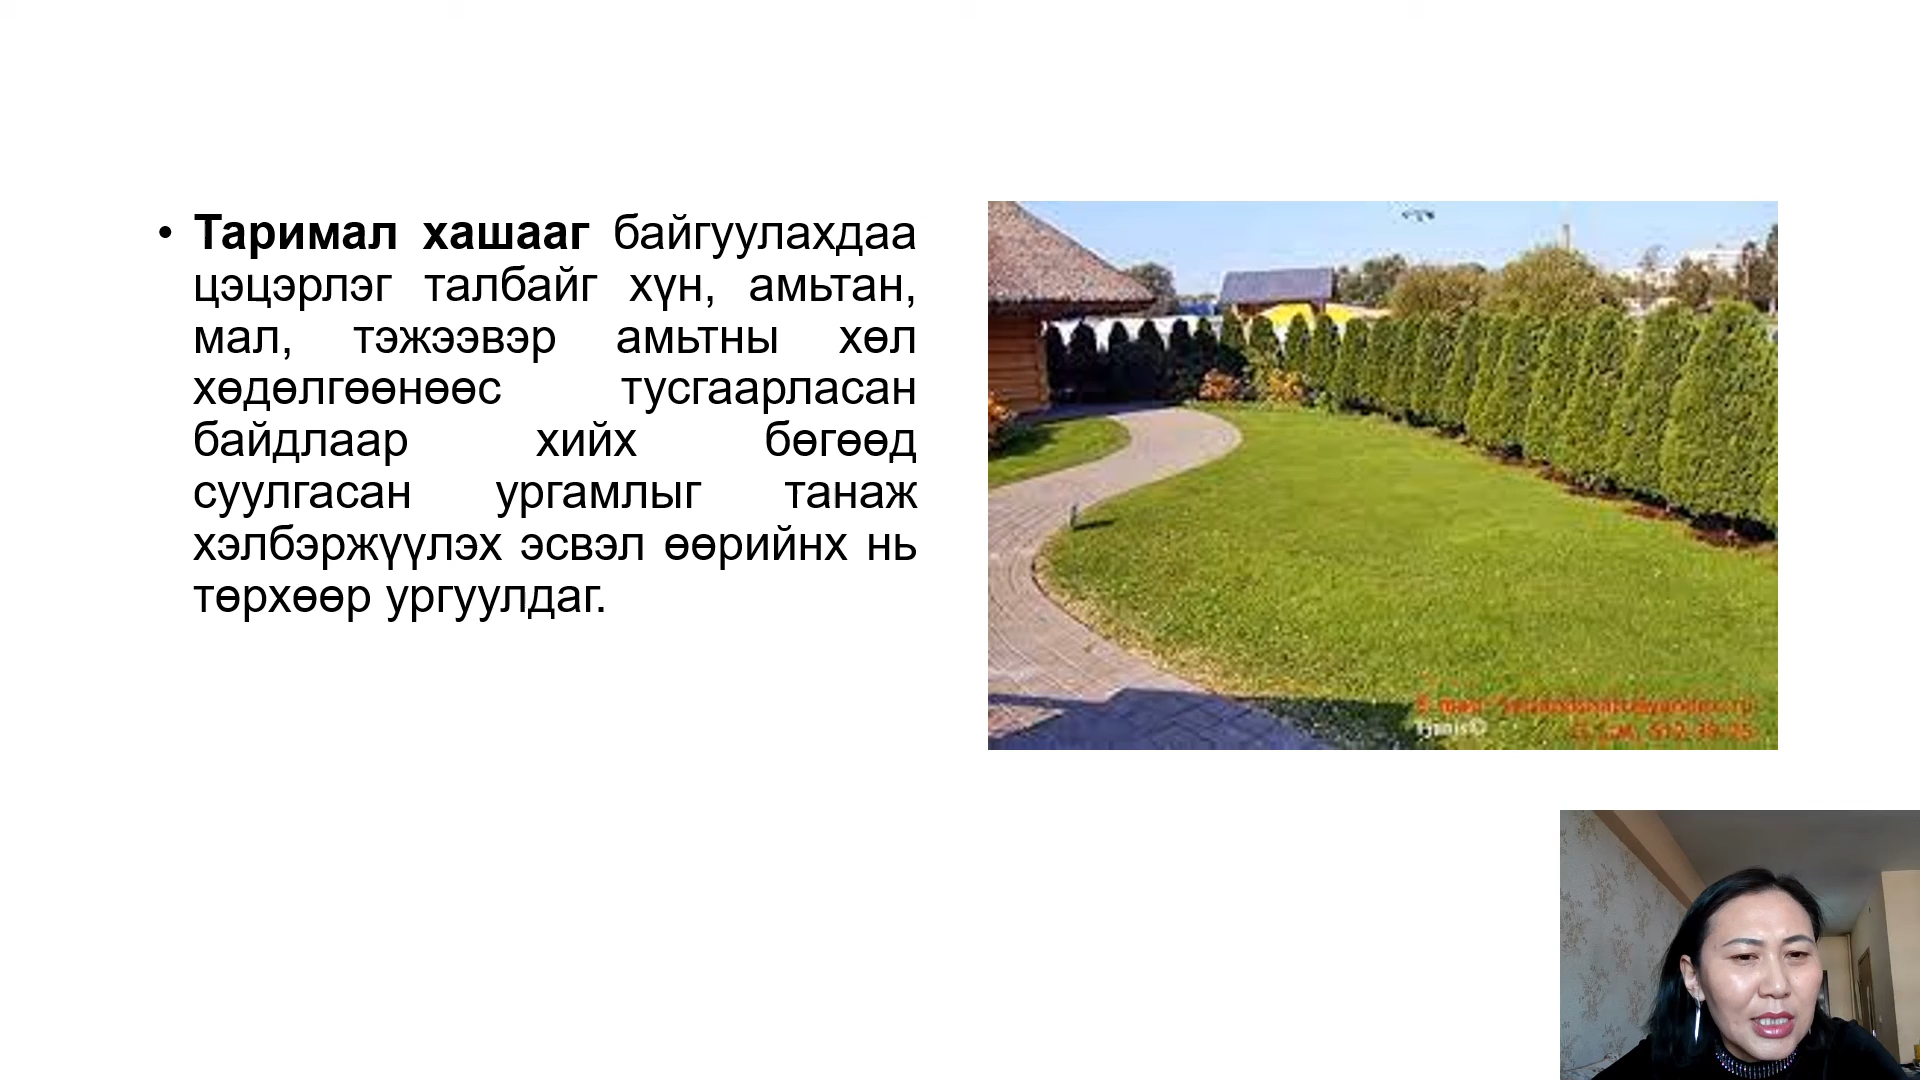 • Таримал хашааг байгуулахдаа
цэцэрлэг талбайг хүн, амьтан,
мал, тэжээвэр амьтны хөл
хөдөлгөөнөөс тусгаарласан
байдлаар хийх бөгөөд
суулгасан ургамлыг танаж
хэлбэржүүлэх эсвэл өөрийнх нь
төрхөөр ургуулдаг.